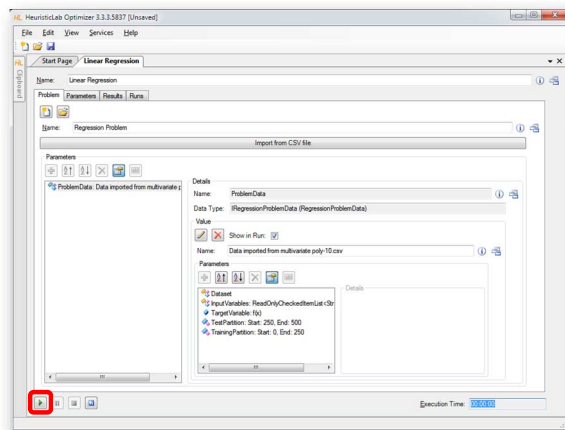 HL HeuristicLab Optimizer 3.3.3.5837 [Unsaved]
File Edit View Services Help
HL Clipboard
Start Page Linear Regression
Name: Linear Regression
Problem Parameters Results Runs
Name: Regression Problem
Import from CSV file
Parameters
ProblemData: Data imported from multivariate p
Details
Name: ProblemData
Data Type: IRegressionProblemData (RegressionProblemData)
Value
Show in Run:
Name: Data imported from multivariate poly-10.csv
Parameters
Dataset
InputVariables: ReadOnlyCheckedItemList<Str
TargetVariable: f(x)
TestPartition: Start: 250, End: 500
TrainingPartition: Start: 0, End: 250
Details
Execution Time: 00:00:00